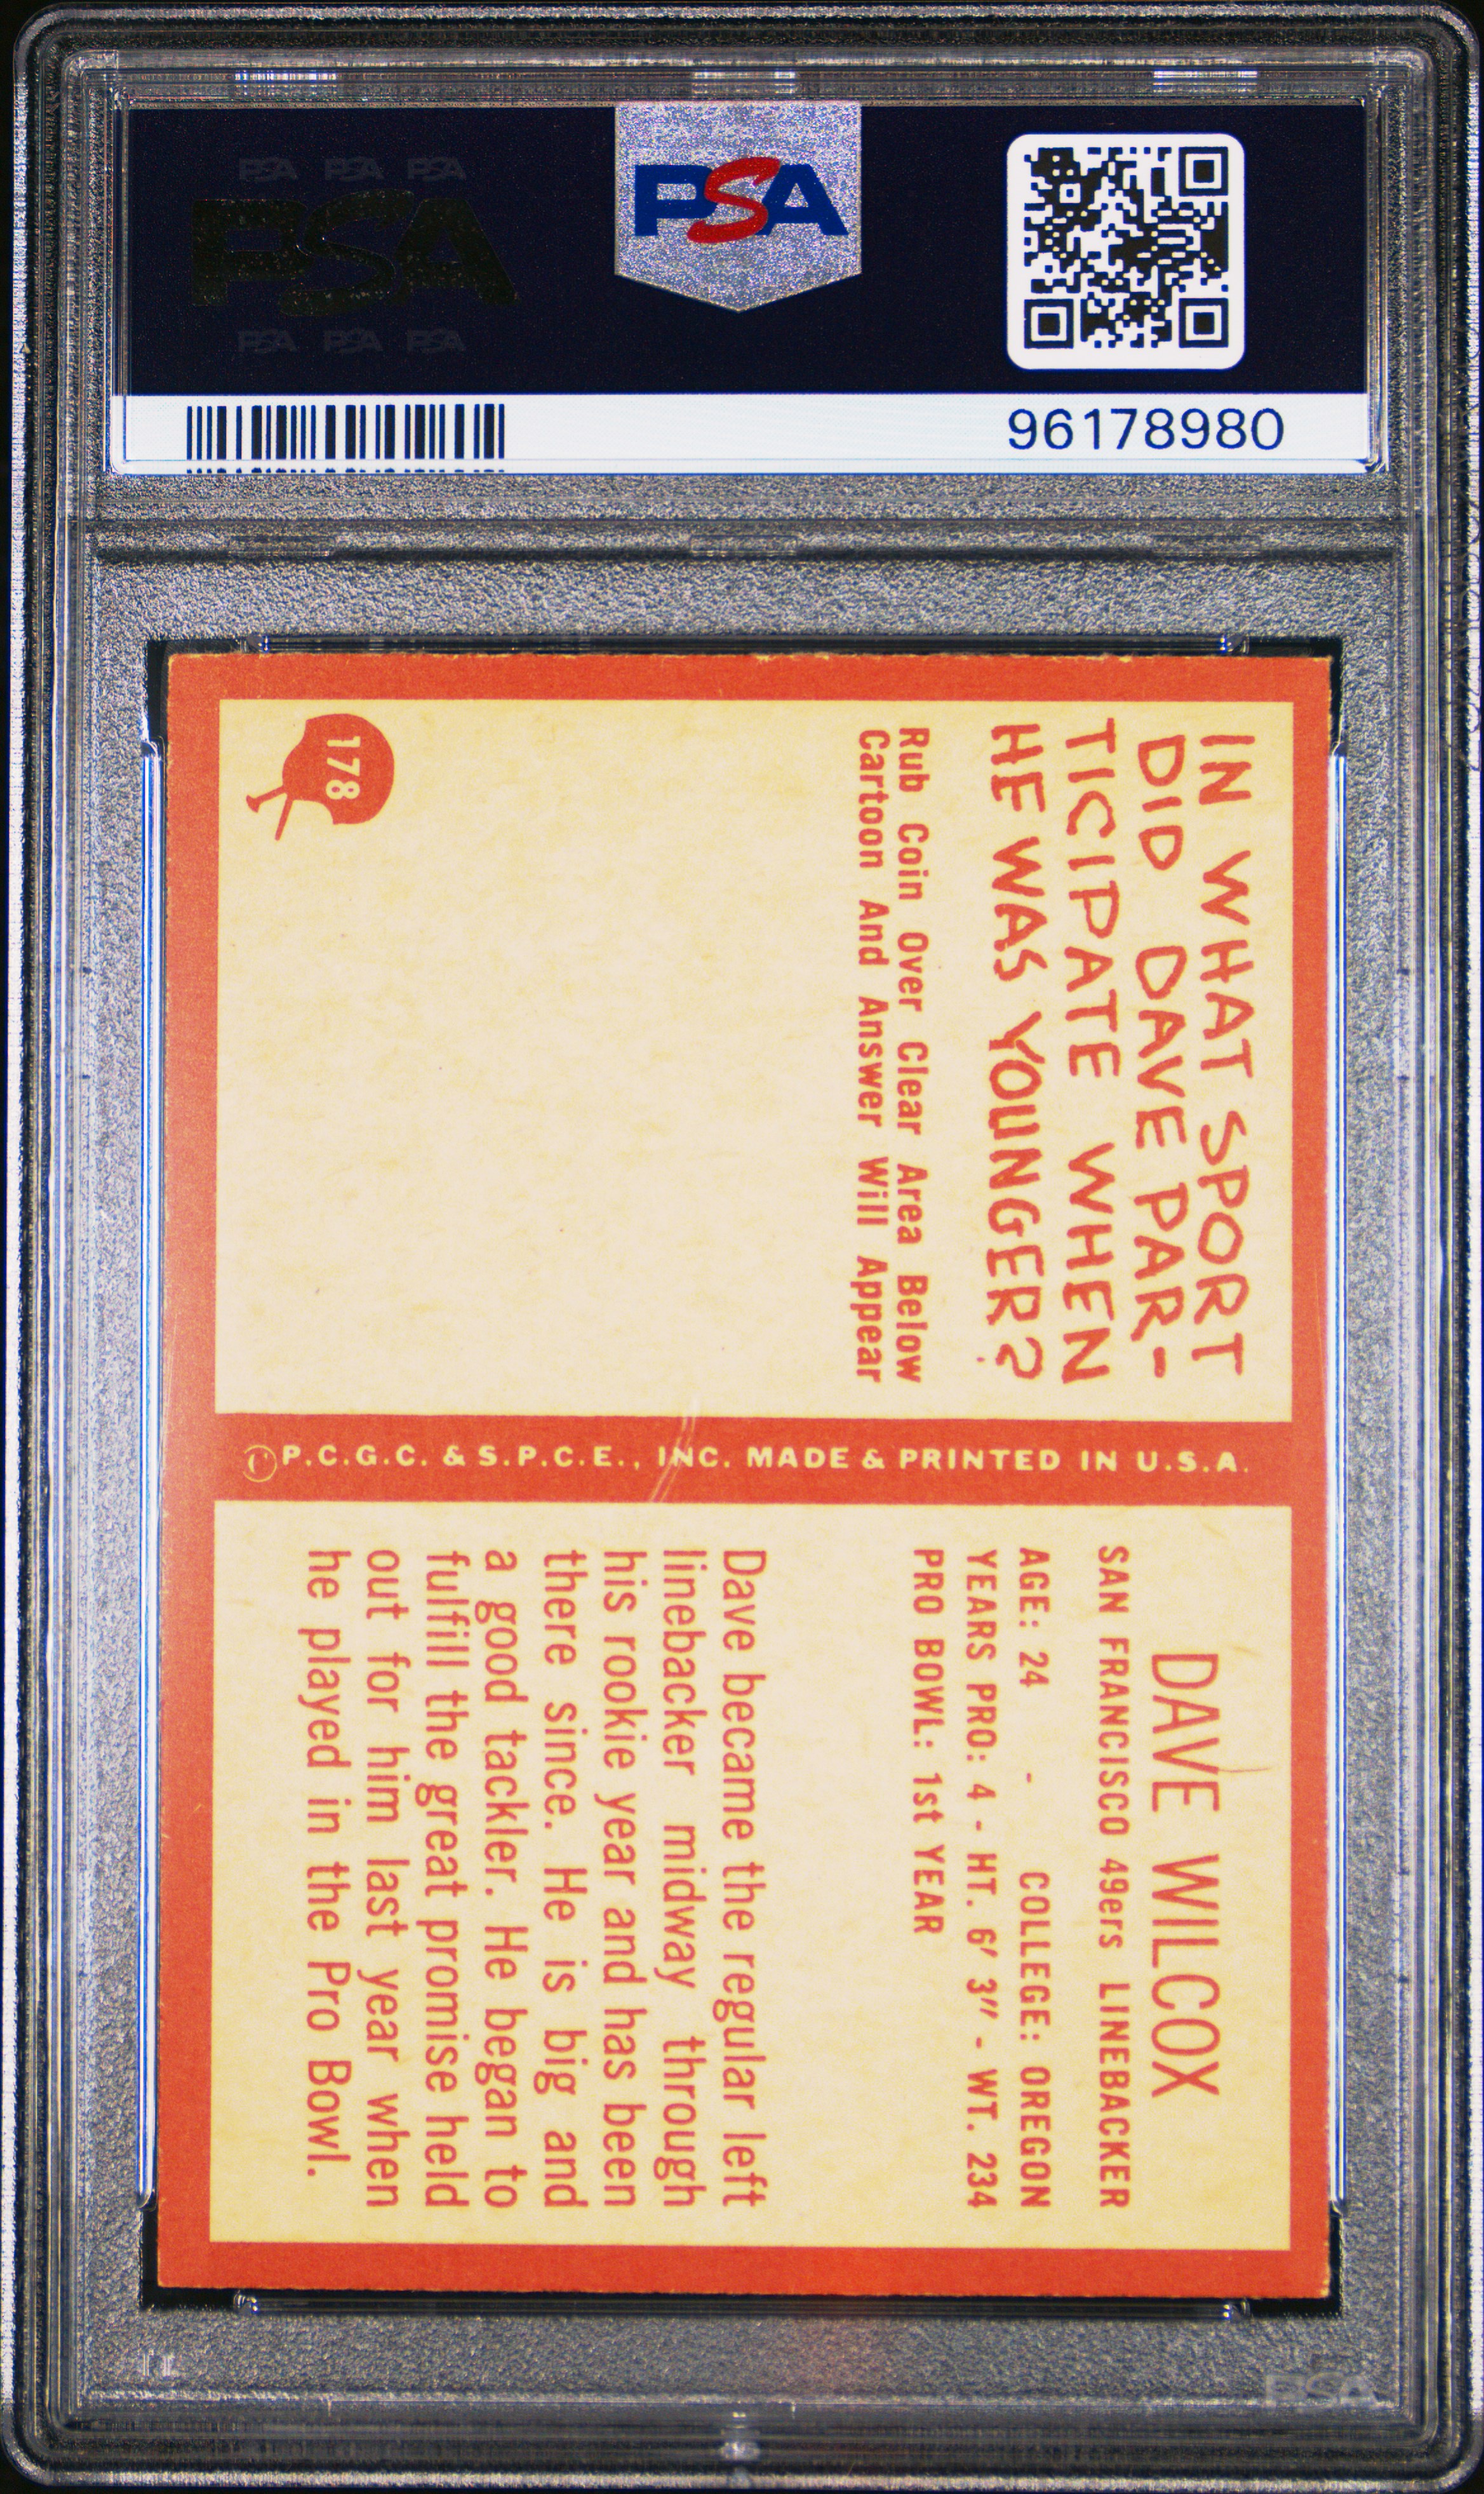 PSA PSA PSA
PSA
PSA PSA PSA
PSA
96178980
IN WHAT SPORT
DID DAVE PAR-
TICIPATE WHEN
HE WAS YOUNGER?
Rub Coin Over Clear Area Below
Cartoon And Answer Will Appear
178
©P.C.G.C. & S.P.C.E., INC. MADE & PRINTED IN U.S.A.
DAVE WILCOX
SAN FRANCISCO 49ers LINEBACKER
AGE: 24 - COLLEGE: OREGON
YEARS PRO: 4 - HT. 6' 3" - WT. 234
PRO BOWL: 1st YEAR
Dave became the regular left
linebacker midway through
his rookie year and has been
there since. He is big and
a good tackler. He began to
fulfill the great promise held
out for him last year when
he played in the Pro Bowl.
PSA